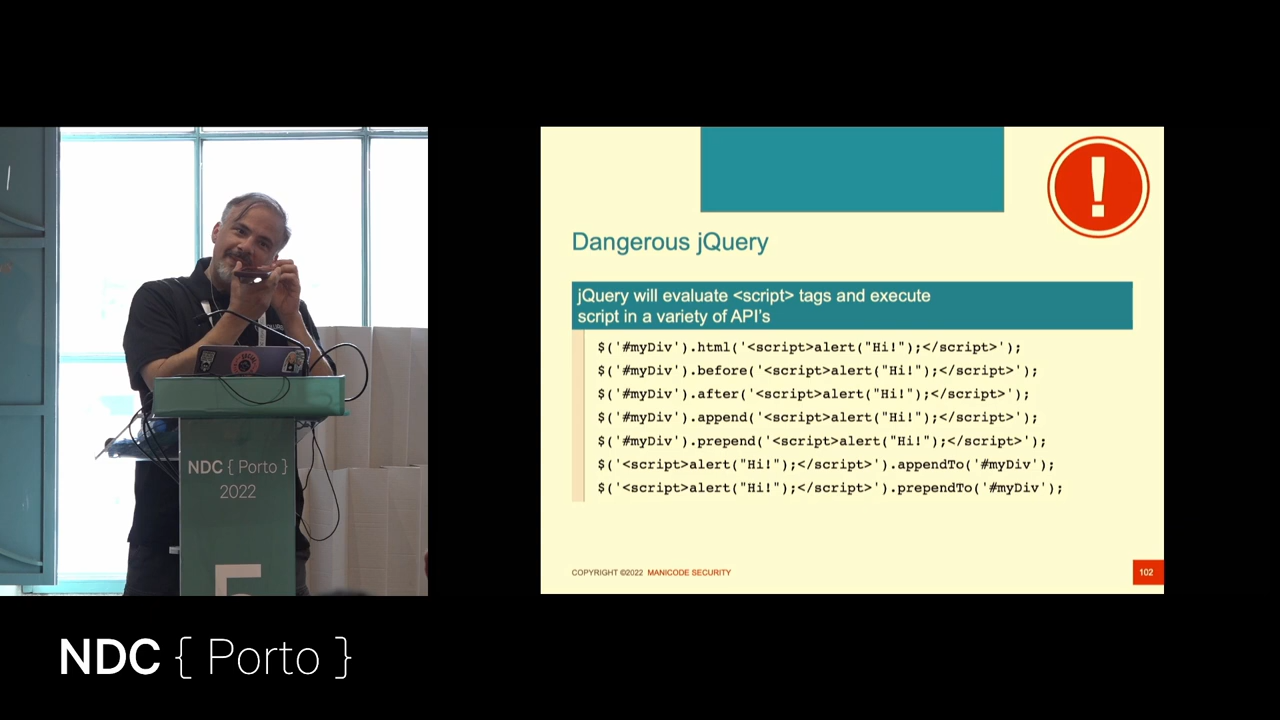 NDC { Porto }
2022
Dangerous jQuery
jQuery will evaluate <script> tags and execute
script in a variety of API's
$('#myDiv').html('<script>alert("Hi!");</script>');
$('#myDiv').before('<script>alert("Hi!");</script>');
$('#myDiv').after('<script>alert("Hi!");</script>');
$('#myDiv').append('<script>alert("Hi!");</script>');
$('#myDiv').prepend('<script>alert("Hi!");</script>');
$('<script>alert("Hi!");</script>').appendTo('#myDiv');
$('<script>alert("Hi!");</script>').prependTo('#myDiv');
COPYRIGHT ©2022 MANICODE SECURITY
102
NDC { Porto }